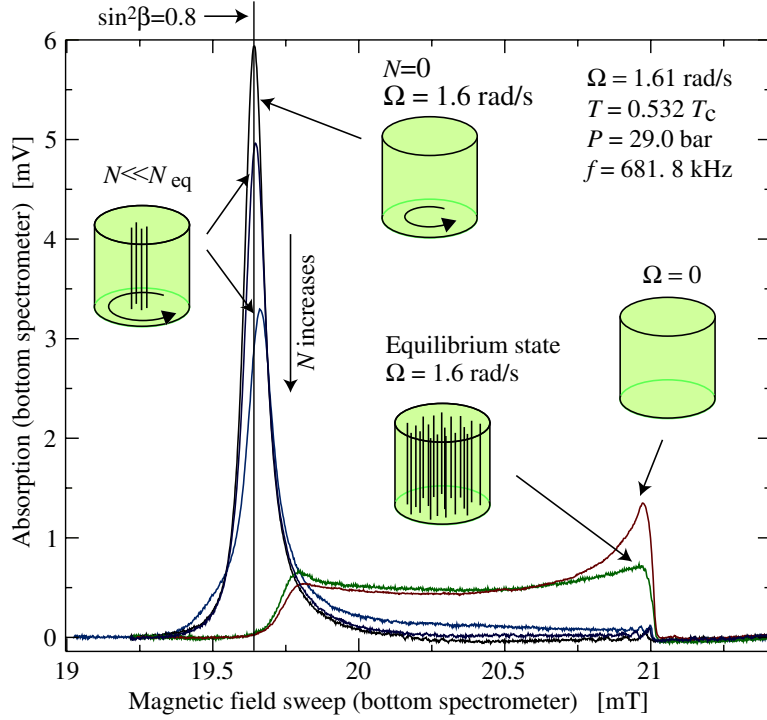 sin²β=0.8
6
5
4
3
2
1
0
Absorption (bottom spectrometer) [mV]
N=0
Ω = 1.6 rad/s
Ω = 1.61 rad/s
T = 0.532 Tc
P = 29.0 bar
f = 681. 8 kHz
N<<N eq
N increases
Ω = 0
Equilibrium state
Ω = 1.6 rad/s
19
19.5
20
20.5
21
Magnetic field sweep (bottom spectrometer) [mT]